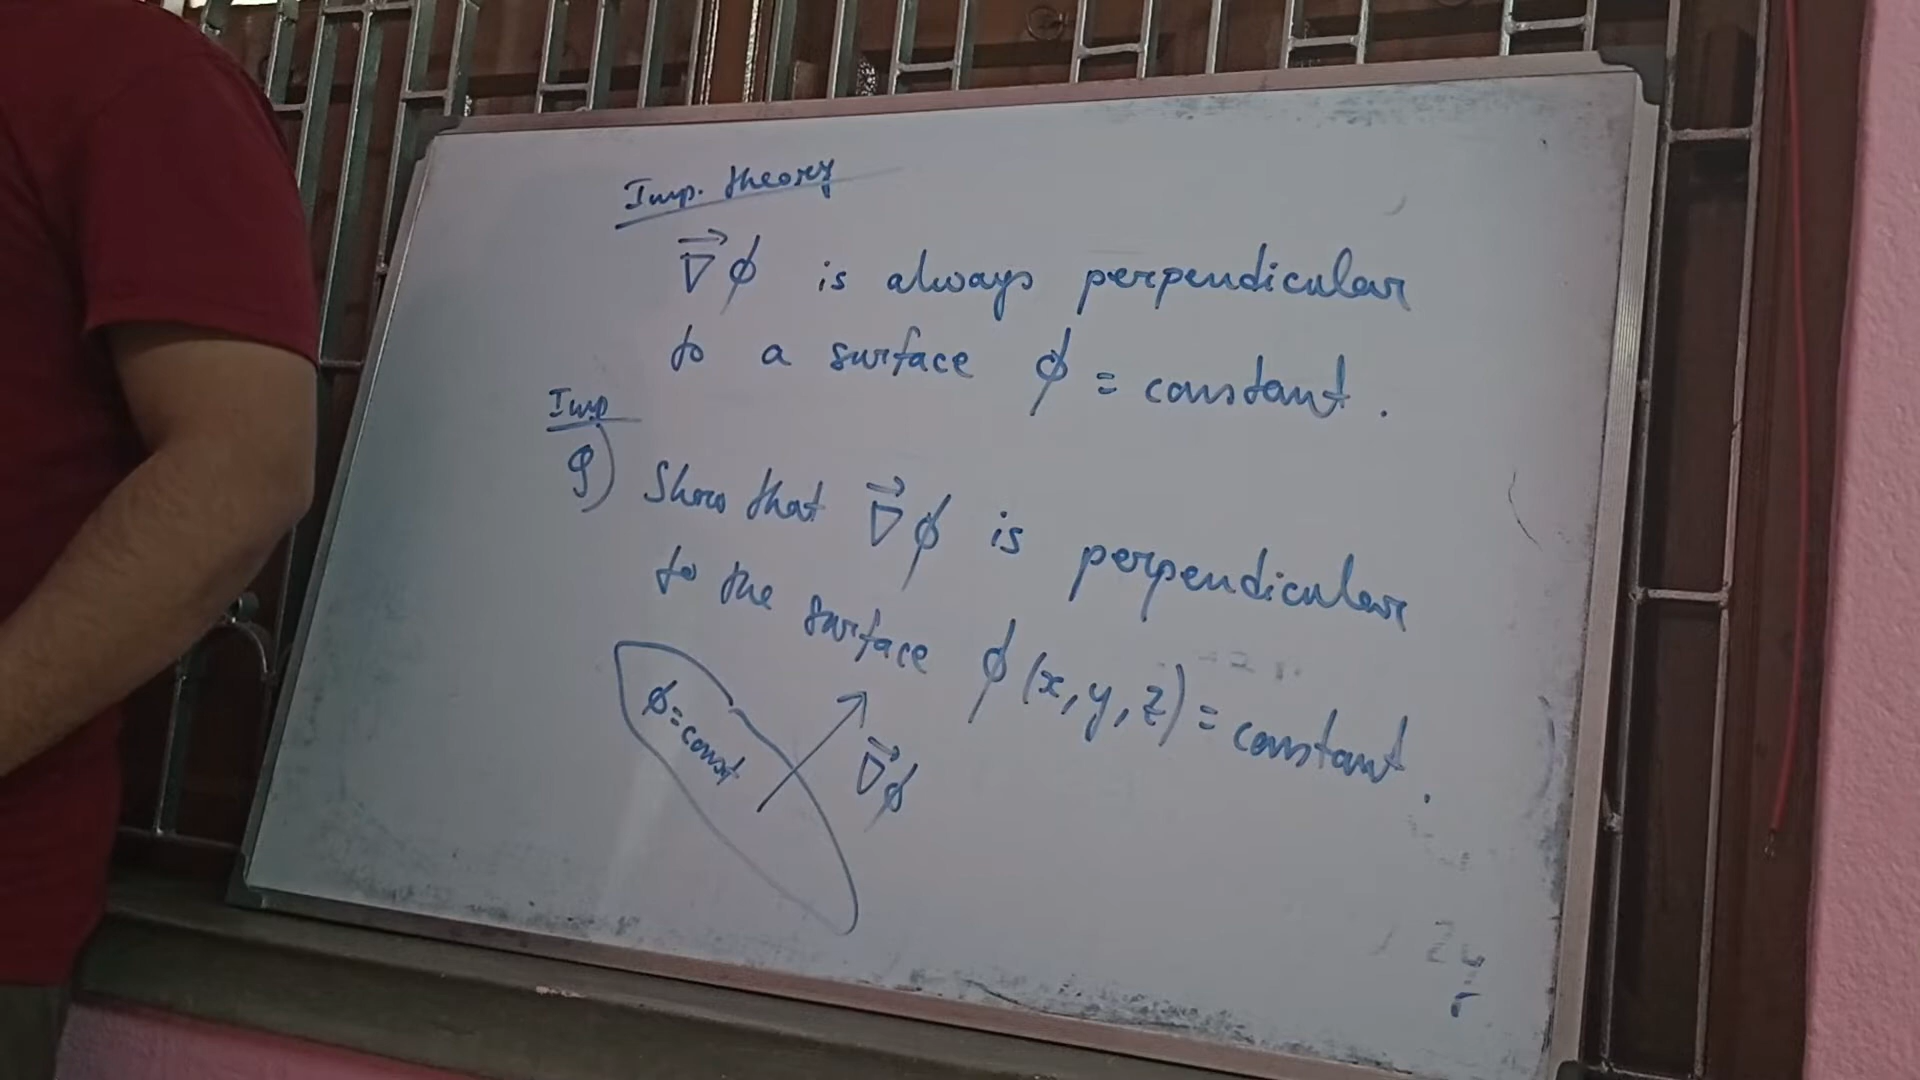 Imp. theory
∇⃗ϕ is always perpendicular
to a surface ϕ = constant.
Imp
Q) Show that ∇⃗ϕ is perpendicular
to the surface ϕ(x, y, z) = constant.
ϕ=const
∇⃗ϕ